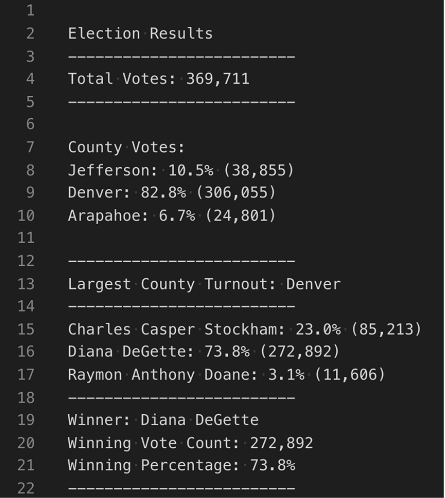 1
2 Election Results
3 -------------------------
4 Total Votes: 369,711
5 -------------------------
6
7 County Votes:
8 Jefferson: 10.5% (38,855)
9 Denver: 82.8% (306,055)
10 Arapahoe: 6.7% (24,801)
11
12 -------------------------
13 Largest County Turnout: Denver
14 -------------------------
15 Charles Casper Stockham: 23.0% (85,213)
16 Diana DeGette: 73.8% (272,892)
17 Raymon Anthony Doane: 3.1% (11,606)
18 -------------------------
19 Winner: Diana DeGette
20 Winning Vote Count: 272,892
21 Winning Percentage: 73.8%
22 -------------------------